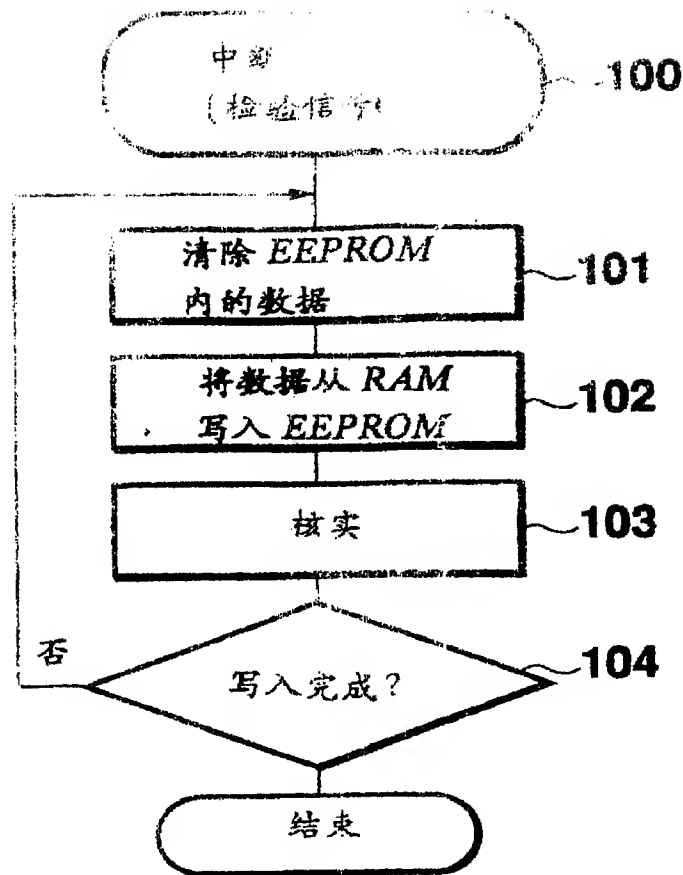 中断
(检验信号
100
清除 EEPROM
内的数据
101
将数据从 RAM
写入 EEPROM
102
核实
103
否
写入完成?
104
结束